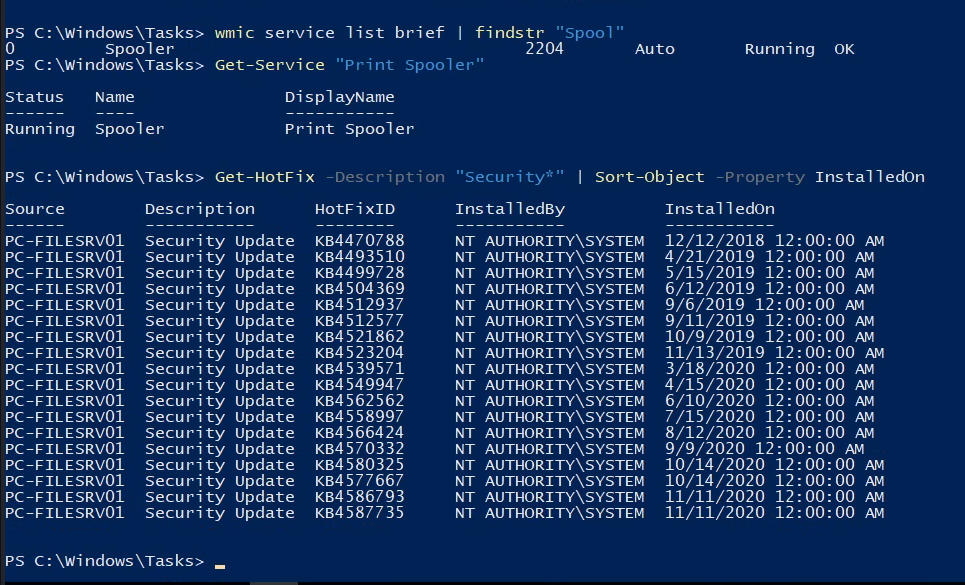 PS C:\Windows\Tasks> wmic service list brief | findstr "Spool"
0         Spooler                                   2204       Auto       Running  OK
PS C:\Windows\Tasks> Get-Service "Print Spooler"
Status   Name               DisplayName
------   ----               -----------
Running  Spooler            Print Spooler
PS C:\Windows\Tasks> Get-HotFix -Description "Security*" | Sort-Object -Property InstalledOn
Source        Description      HotFixID      InstalledBy          InstalledOn
------        -----------      --------      -----------          -----------
PC-FILESRV01  Security Update  KB4470788     NT AUTHORITY\SYSTEM  12/12/2018 12:00:00 AM
PC-FILESRV01  Security Update  KB4493510     NT AUTHORITY\SYSTEM  4/21/2019 12:00:00 AM
PC-FILESRV01  Security Update  KB4499728     NT AUTHORITY\SYSTEM  5/15/2019 12:00:00 AM
PC-FILESRV01  Security Update  KB4504369     NT AUTHORITY\SYSTEM  6/12/2019 12:00:00 AM
PC-FILESRV01  Security Update  KB4512937     NT AUTHORITY\SYSTEM  9/6/2019 12:00:00 AM
PC-FILESRV01  Security Update  KB4512577     NT AUTHORITY\SYSTEM  9/11/2019 12:00:00 AM
PC-FILESRV01  Security Update  KB4521862     NT AUTHORITY\SYSTEM  10/9/2019 12:00:00 AM
PC-FILESRV01  Security Update  KB4523204     NT AUTHORITY\SYSTEM  11/13/2019 12:00:00 AM
PC-FILESRV01  Security Update  KB4539571     NT AUTHORITY\SYSTEM  3/18/2020 12:00:00 AM
PC-FILESRV01  Security Update  KB4549947     NT AUTHORITY\SYSTEM  4/15/2020 12:00:00 AM
PC-FILESRV01  Security Update  KB4562562     NT AUTHORITY\SYSTEM  6/10/2020 12:00:00 AM
PC-FILESRV01  Security Update  KB4558997     NT AUTHORITY\SYSTEM  7/15/2020 12:00:00 AM
PC-FILESRV01  Security Update  KB4566424     NT AUTHORITY\SYSTEM  8/12/2020 12:00:00 AM
PC-FILESRV01  Security Update  KB4570332     NT AUTHORITY\SYSTEM  9/9/2020 12:00:00 AM
PC-FILESRV01  Security Update  KB4580325     NT AUTHORITY\SYSTEM  10/14/2020 12:00:00 AM
PC-FILESRV01  Security Update  KB4577667     NT AUTHORITY\SYSTEM  10/14/2020 12:00:00 AM
PC-FILESRV01  Security Update  KB4586793     NT AUTHORITY\SYSTEM  11/11/2020 12:00:00 AM
PC-FILESRV01  Security Update  KB4587735     NT AUTHORITY\SYSTEM  11/11/2020 12:00:00 AM
PS C:\Windows\Tasks> _